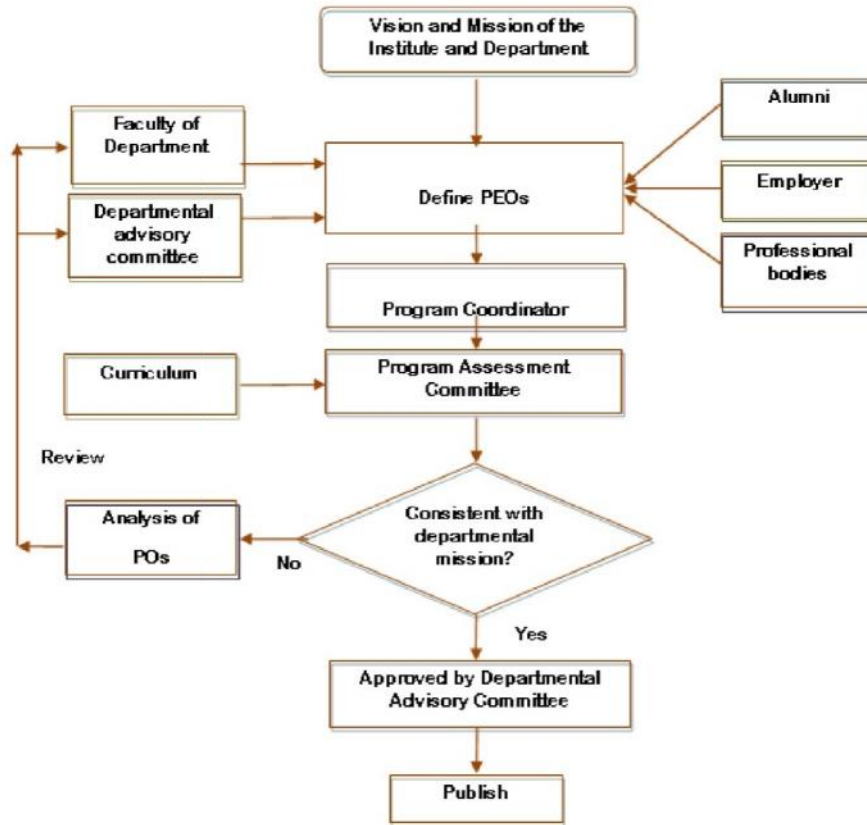 Vision and Mission of the
Institute and Department
Faculty of
Department
Alumni
Define PEOs
Employer
Departmental
advisory
committee
Professional
bodies
Program Coordinator
Curriculum
Program Assessment
Committee
Review
Consistent with
departmental
mission?
Analysis of
POs
No
Yes
Approved by Departmental
Advisory Committee
Publish